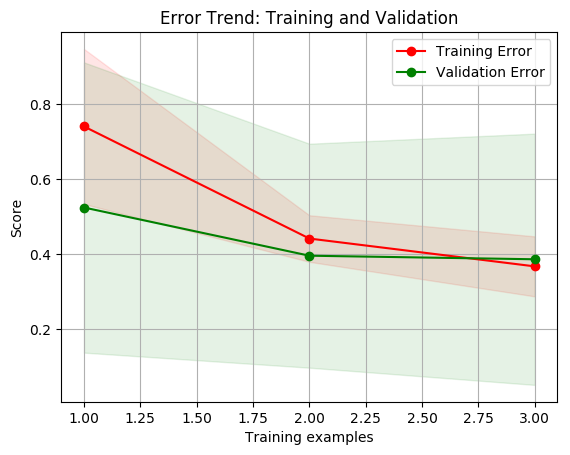 Error Trend: Training and Validation
Training Error
Validation Error
0.8
0.6
0.4
0.2
Score
1.00 1.25 1.50 1.75 2.00 2.25 2.50 2.75 3.00
Training examples